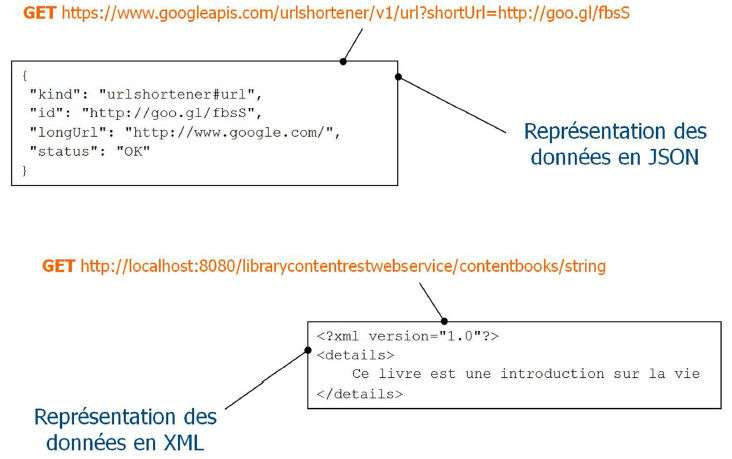 GET https://www.googleapis.com/urlshortener/v1/url?shortUrl=http://goo.gl/fbsS
{
"kind": "urlshortener#url",
"id": "http://goo.gl/fbsS",
"longUrl": "http://www.google.com/",
"status": "OK"
}
Représentation des
données en JSON
GET http://localhost:8080/librarycontentrestwebservice/contentbooks/string
<?xml version="1.0"?>
<details>
Ce livre est une introduction sur la vie
</details>
Représentation des
données en XML